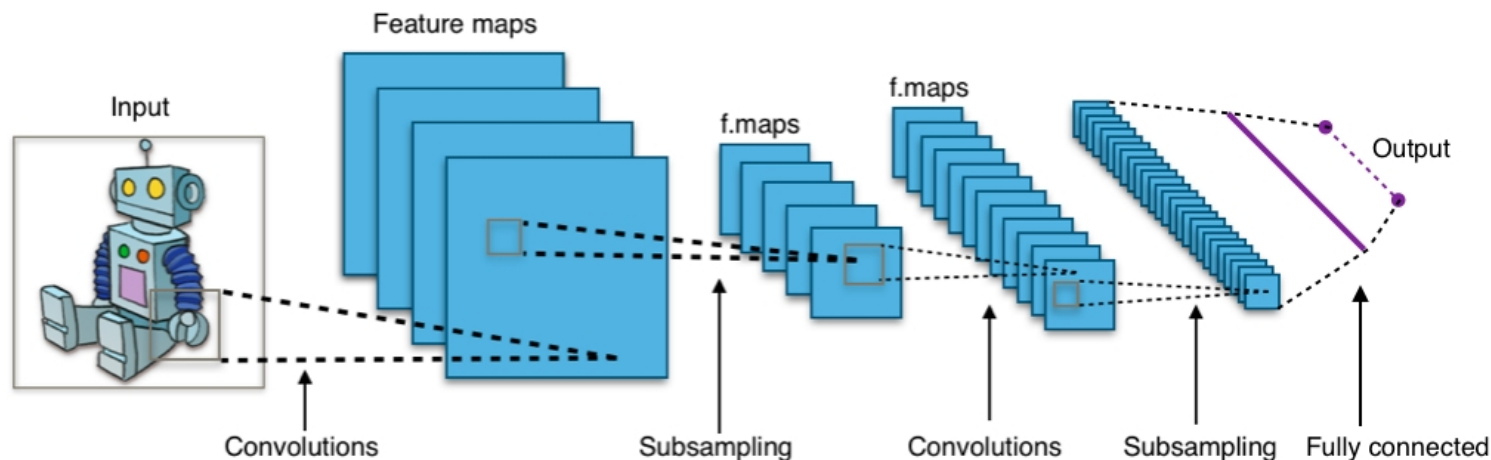 Feature maps
f.maps
Input
f.maps
Output
Convolutions
Subsampling
Convolutions
Subsampling
Fully connected